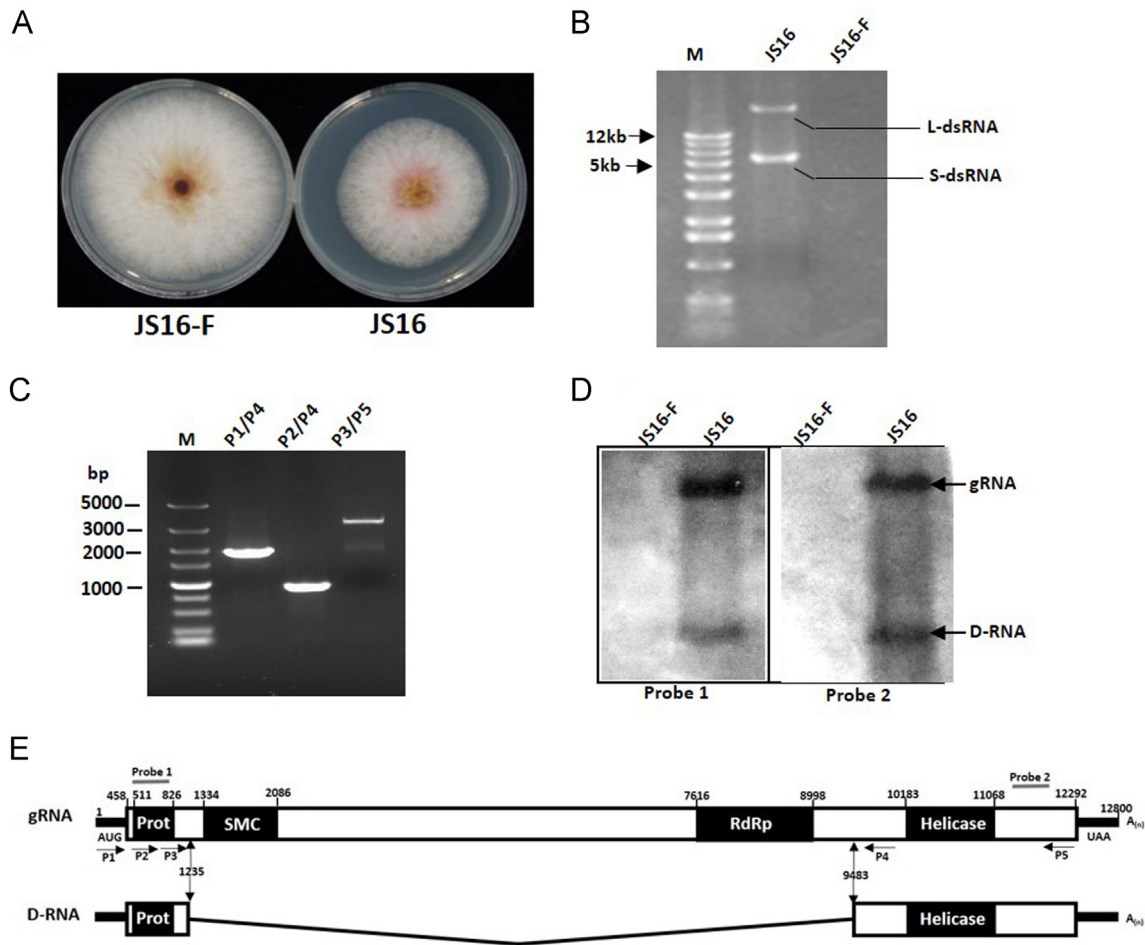 A
JS16-F
JS16
B
M
JS16
JS16-F
12kb
5kb
L-dsRNA
S-dsRNA
C
M
P1/P4
P2/P4
P3/P5
bp
5000
3000
2000
1000
D
JS16-F
JS16
JS16-F
JS16
gRNA
D-RNA
Probe 1
Probe 2
E
Probe 1
Probe 2
1
458
511
826
1334
2086
7616
8998
10183
11068
12292
12800
gRNA
Prot
SMC
RdRp
Helicase
A(n)
AUG
UAA
P1
P2
P3
P4
P5
1235
9483
D-RNA
Prot
Helicase
A(n)